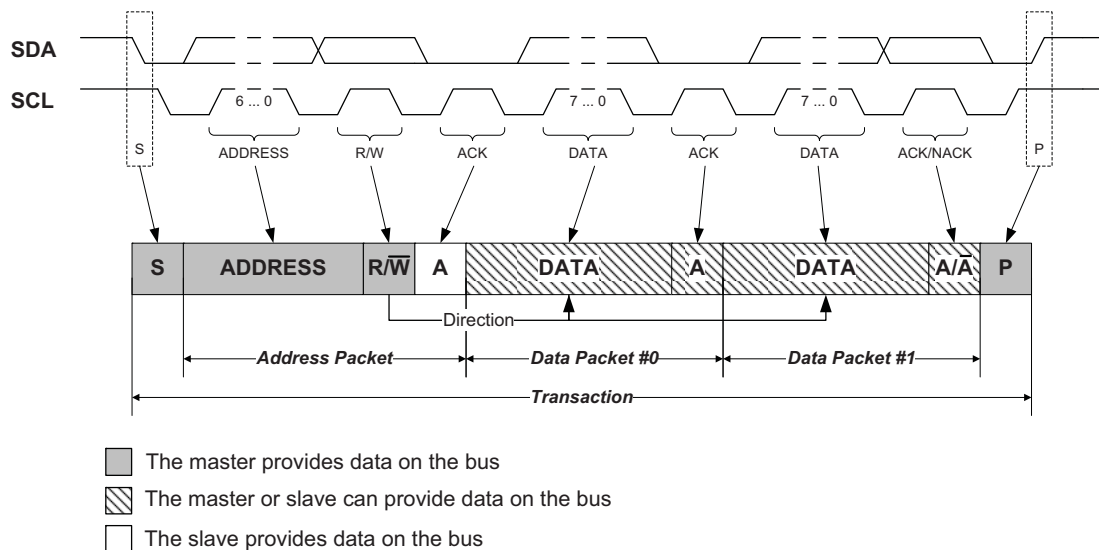 SDA
SCL
6 ... 0 7 ... 0 7 ... 0
S ADDRESS R/W ACK DATA ACK DATA ACK/NACK P
S ADDRESS R/W̅ A DATA A DATA A/A̅ P
Direction
Address Packet Data Packet #0 Data Packet #1
Transaction
The master provides data on the bus
The master or slave can provide data on the bus
The slave provides data on the bus